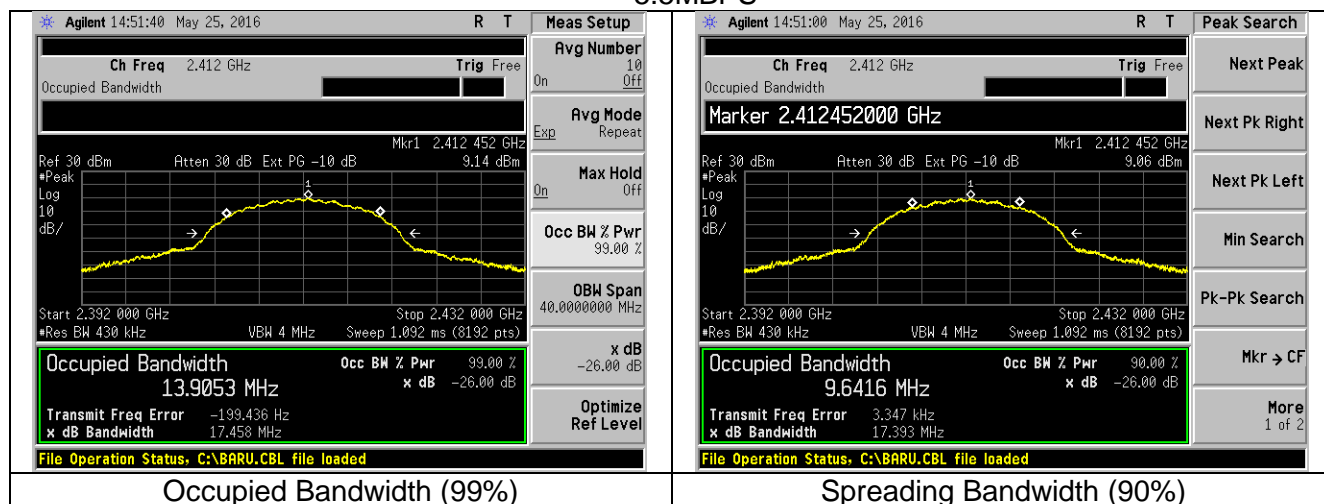 Agilent 14:51:40 May 25, 2016 R T Meas Setup
Ch Freq 2.412 GHz Trig Free
Occupied Bandwidth
Mkr1 2.412 452 GHz
Ref 30 dBm Atten 30 dB Ext PG -10 dB 9.14 dBm
#Peak
Log
10
dB/
1
Start 2.392 000 GHz Stop 2.432 000 GHz
#Res BW 430 kHz VBW 4 MHz Sweep 1.092 ms (8192 pts)
Occupied Bandwidth Occ BW % Pwr 99.00 %
13.9053 MHz x dB -26.00 dB
Transmit Freq Error -199.436 Hz
x dB Bandwidth 17.458 MHz
File Operation Status, C:\BARU.CBL file loaded
Avg Number
10
On Off
Avg Mode
Exp Repeat
Max Hold
On Off
Occ BW % Pwr
99.00 %
OBW Span
40.0000000 MHz
x dB
-26.00 dB
Optimize
Ref Level
Occupied Bandwidth (99%)
Agilent 14:51:00 May 25, 2016 R T Peak Search
Ch Freq 2.412 GHz Trig Free
Occupied Bandwidth
Marker 2.412452000 GHz
Mkr1 2.412 452 GHz
Ref 30 dBm Atten 30 dB Ext PG -10 dB 9.06 dBm
#Peak
Log
10
dB/
1
Start 2.392 000 GHz Stop 2.432 000 GHz
#Res BW 430 kHz VBW 4 MHz Sweep 1.092 ms (8192 pts)
Occupied Bandwidth Occ BW % Pwr 90.00 %
9.6416 MHz x dB -26.00 dB
Transmit Freq Error 3.347 kHz
x dB Bandwidth 17.393 MHz
File Operation Status, C:\BARU.CBL file loaded
Next Peak
Next Pk Right
Next Pk Left
Min Search
Pk-Pk Search
Mkr → CF
More
1 of 2
Spreading Bandwidth (90%)